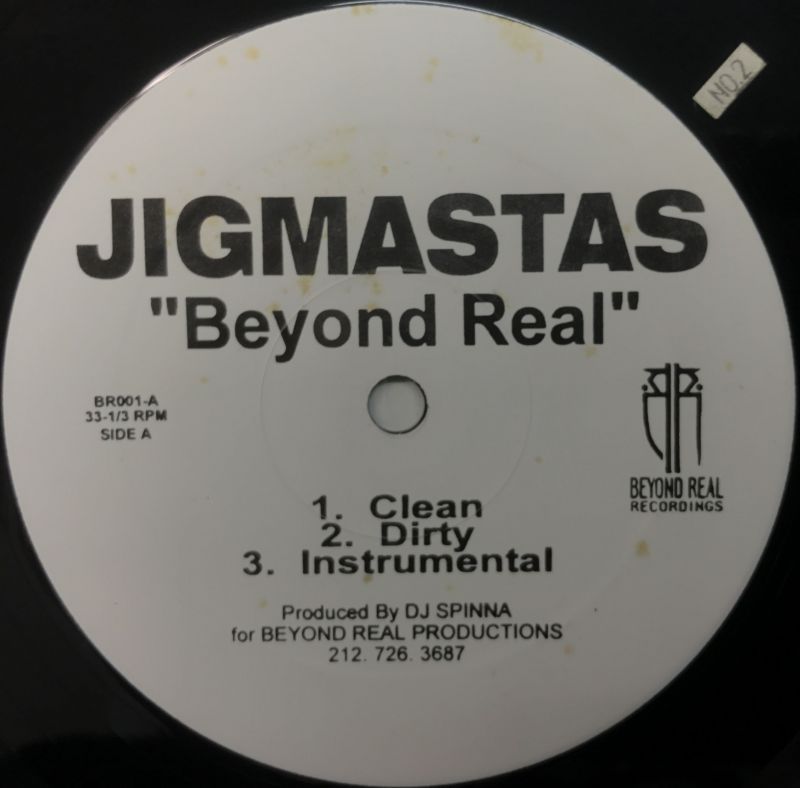 NO.2
JIGMASTAS
"Beyond Real"
BR001-A
33-1/3 RPM
SIDE A
BEYOND REAL
RECORDINGS
1. Clean
2. Dirty
3. Instrumental
Produced By DJ SPINNA
for BEYOND REAL PRODUCTIONS
212. 726. 3687